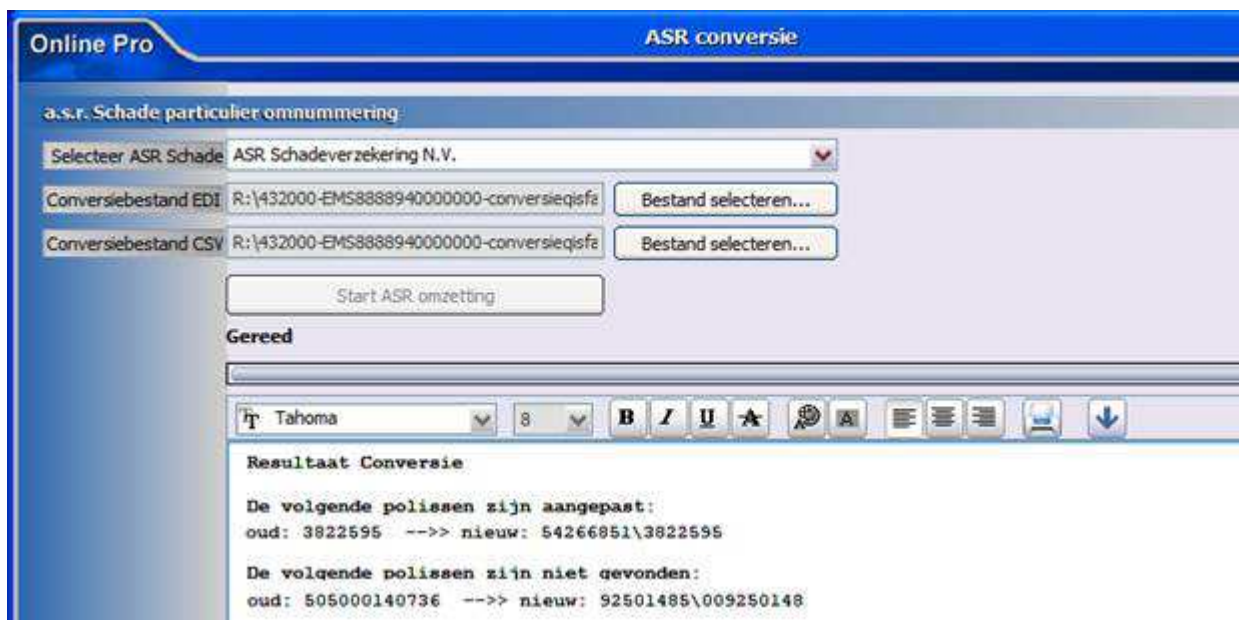 Online Pro
ASR conversie
a.s.r. Schade particulier omnummering
Selecteer ASR Schade ASR Schadeverzekering N.V.
Conversiebestand EDI R:\432000-EMS8888940000000-conversieqisfa Bestand selecteren...
Conversiebestand CSV R:\432000-EMS8888940000000-conversieqisfa Bestand selecteren...
Start ASR omzetting
Gereed
Tahoma 8 B I U A A
Resultaat Conversie
De volgende polissen zijn aangepast:
oud: 3822595 -->> nieuw: 54266851\3822595
De volgende polissen zijn niet gevonden:
oud: 505000140736 -->> nieuw: 92501485\009250148